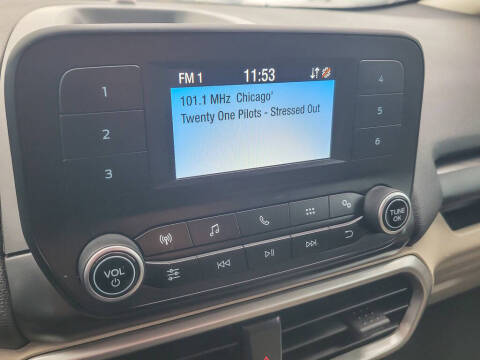 FM 1 11:53
101.1 MHz Chicago'
Twenty One Pilots - Stressed Out
1
2
3
4
5
6
VOL
TUNE
OK